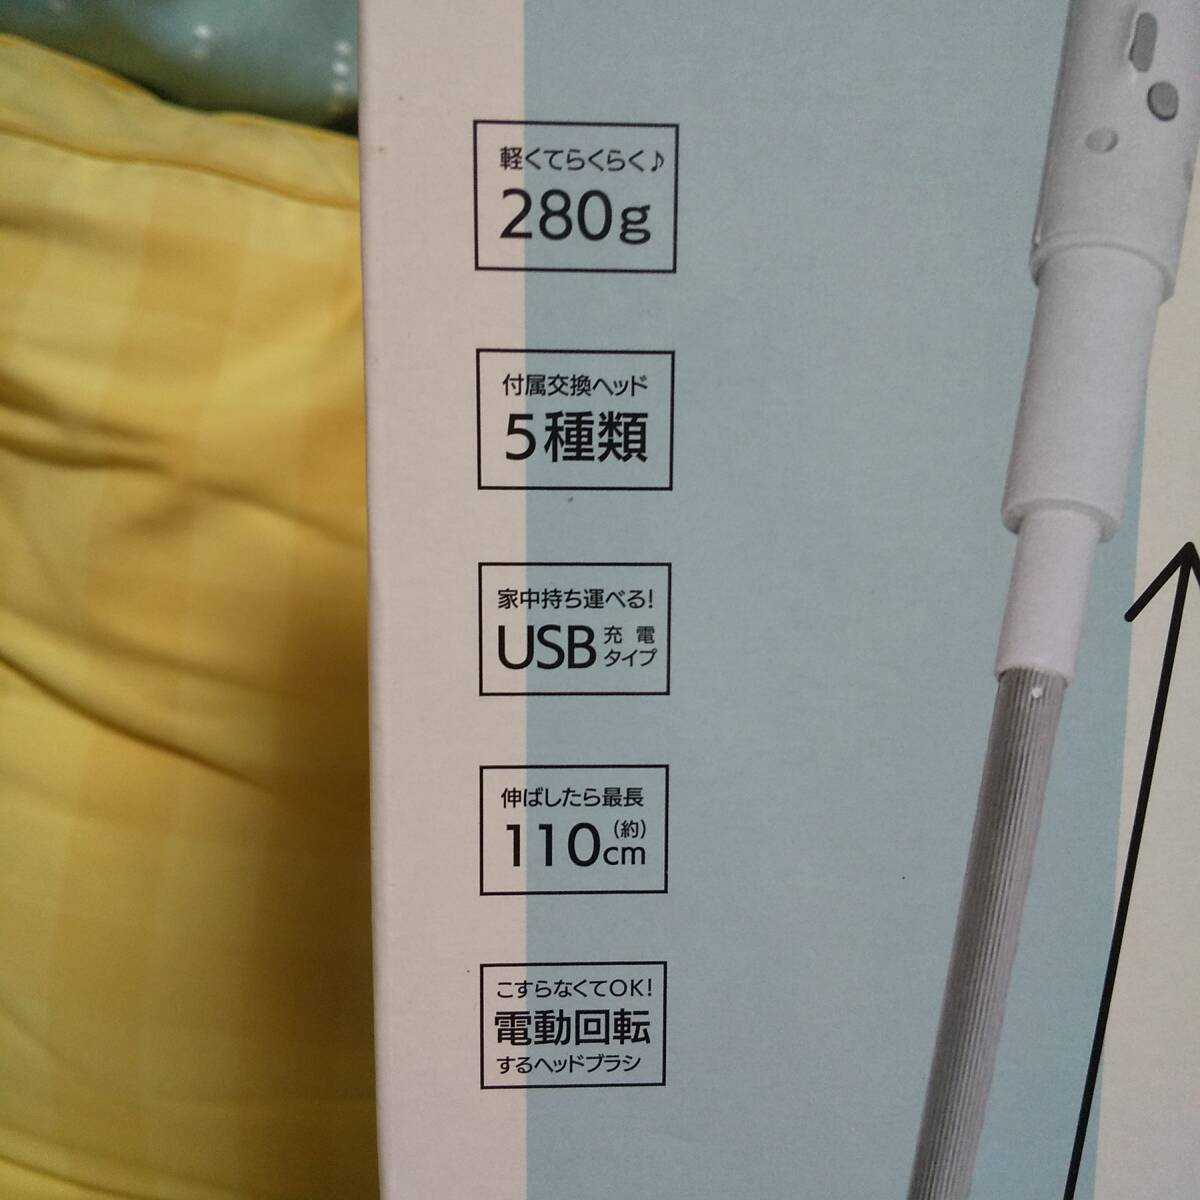 軽くてらくらく♪
280g
付属交換ヘッド
5種類
家中持ち運べる!
USB充電タイプ
伸ばしたら最長
110cm(約)
こすらなくてOK!
電動回転
するヘッドブラシ